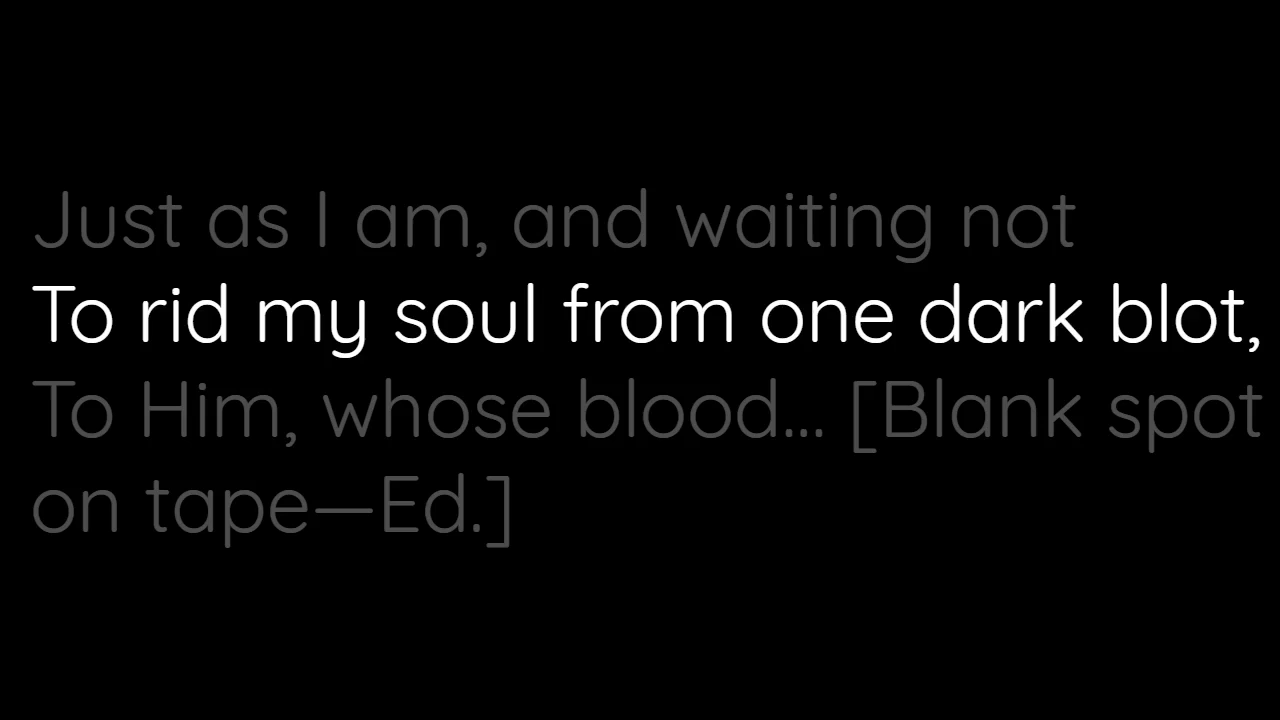 Just as I am, and waiting not
To rid my soul from one dark blot,
To Him, whose blood... [Blank spot
on tape—Ed.]